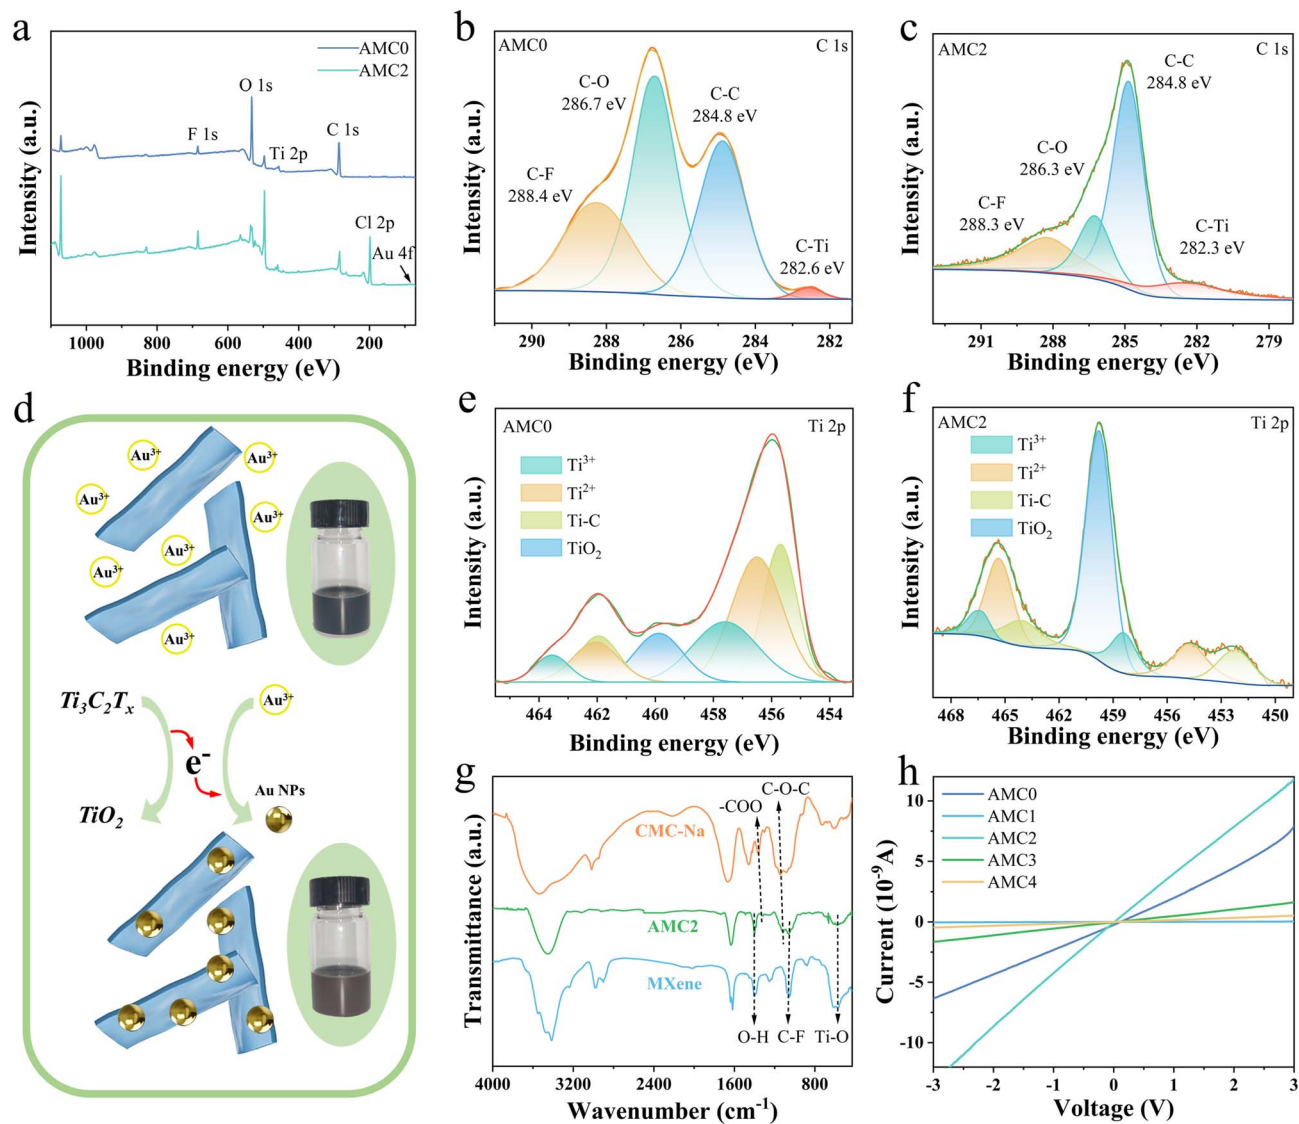 a
AMC0
AMC2
O 1s
F 1s
Ti 2p
C 1s
Cl 2p
Au 4f
Intensity (a.u.)
1000
800
600
400
200
Binding energy (eV)
b
AMC0
C 1s
C-O
286.7 eV
C-C
284.8 eV
C-F
288.4 eV
C-Ti
282.6 eV
Intensity (a.u.)
290
288
286
284
282
Binding energy (eV)
c
AMC2
C 1s
C-C
284.8 eV
C-O
286.3 eV
C-F
288.3 eV
C-Ti
282.3 eV
Intensity (a.u.)
291
288
285
282
279
Binding energy (eV)
d
Au³⁺
Au³⁺
Au³⁺
Au³⁺
Au³⁺
Au³⁺
Au³⁺
Ti₃C₂Tₓ
Au³⁺
e⁻
Au NPs
TiO₂
e
AMC0
Ti 2p
Ti³⁺
Ti²⁺
Ti-C
TiO₂
Intensity (a.u.)
464
462
460
458
456
454
Binding energy (eV)
f
AMC2
Ti 2p
Ti³⁺
Ti²⁺
Ti-C
TiO₂
Intensity (a.u.)
468
465
462
459
456
453
450
Binding energy (eV)
g
C-O-C
-COO
CMC-Na
AMC2
MXene
O-H
C-F
Ti-O
Transmittance (a.u.)
4000
3200
2400
1600
800
Wavenumber (cm⁻¹)
h
AMC0
AMC1
AMC2
AMC3
AMC4
Current (10⁻⁹A)
10
5
0
-5
-10
-3
-2
-1
0
1
2
3
Voltage (V)